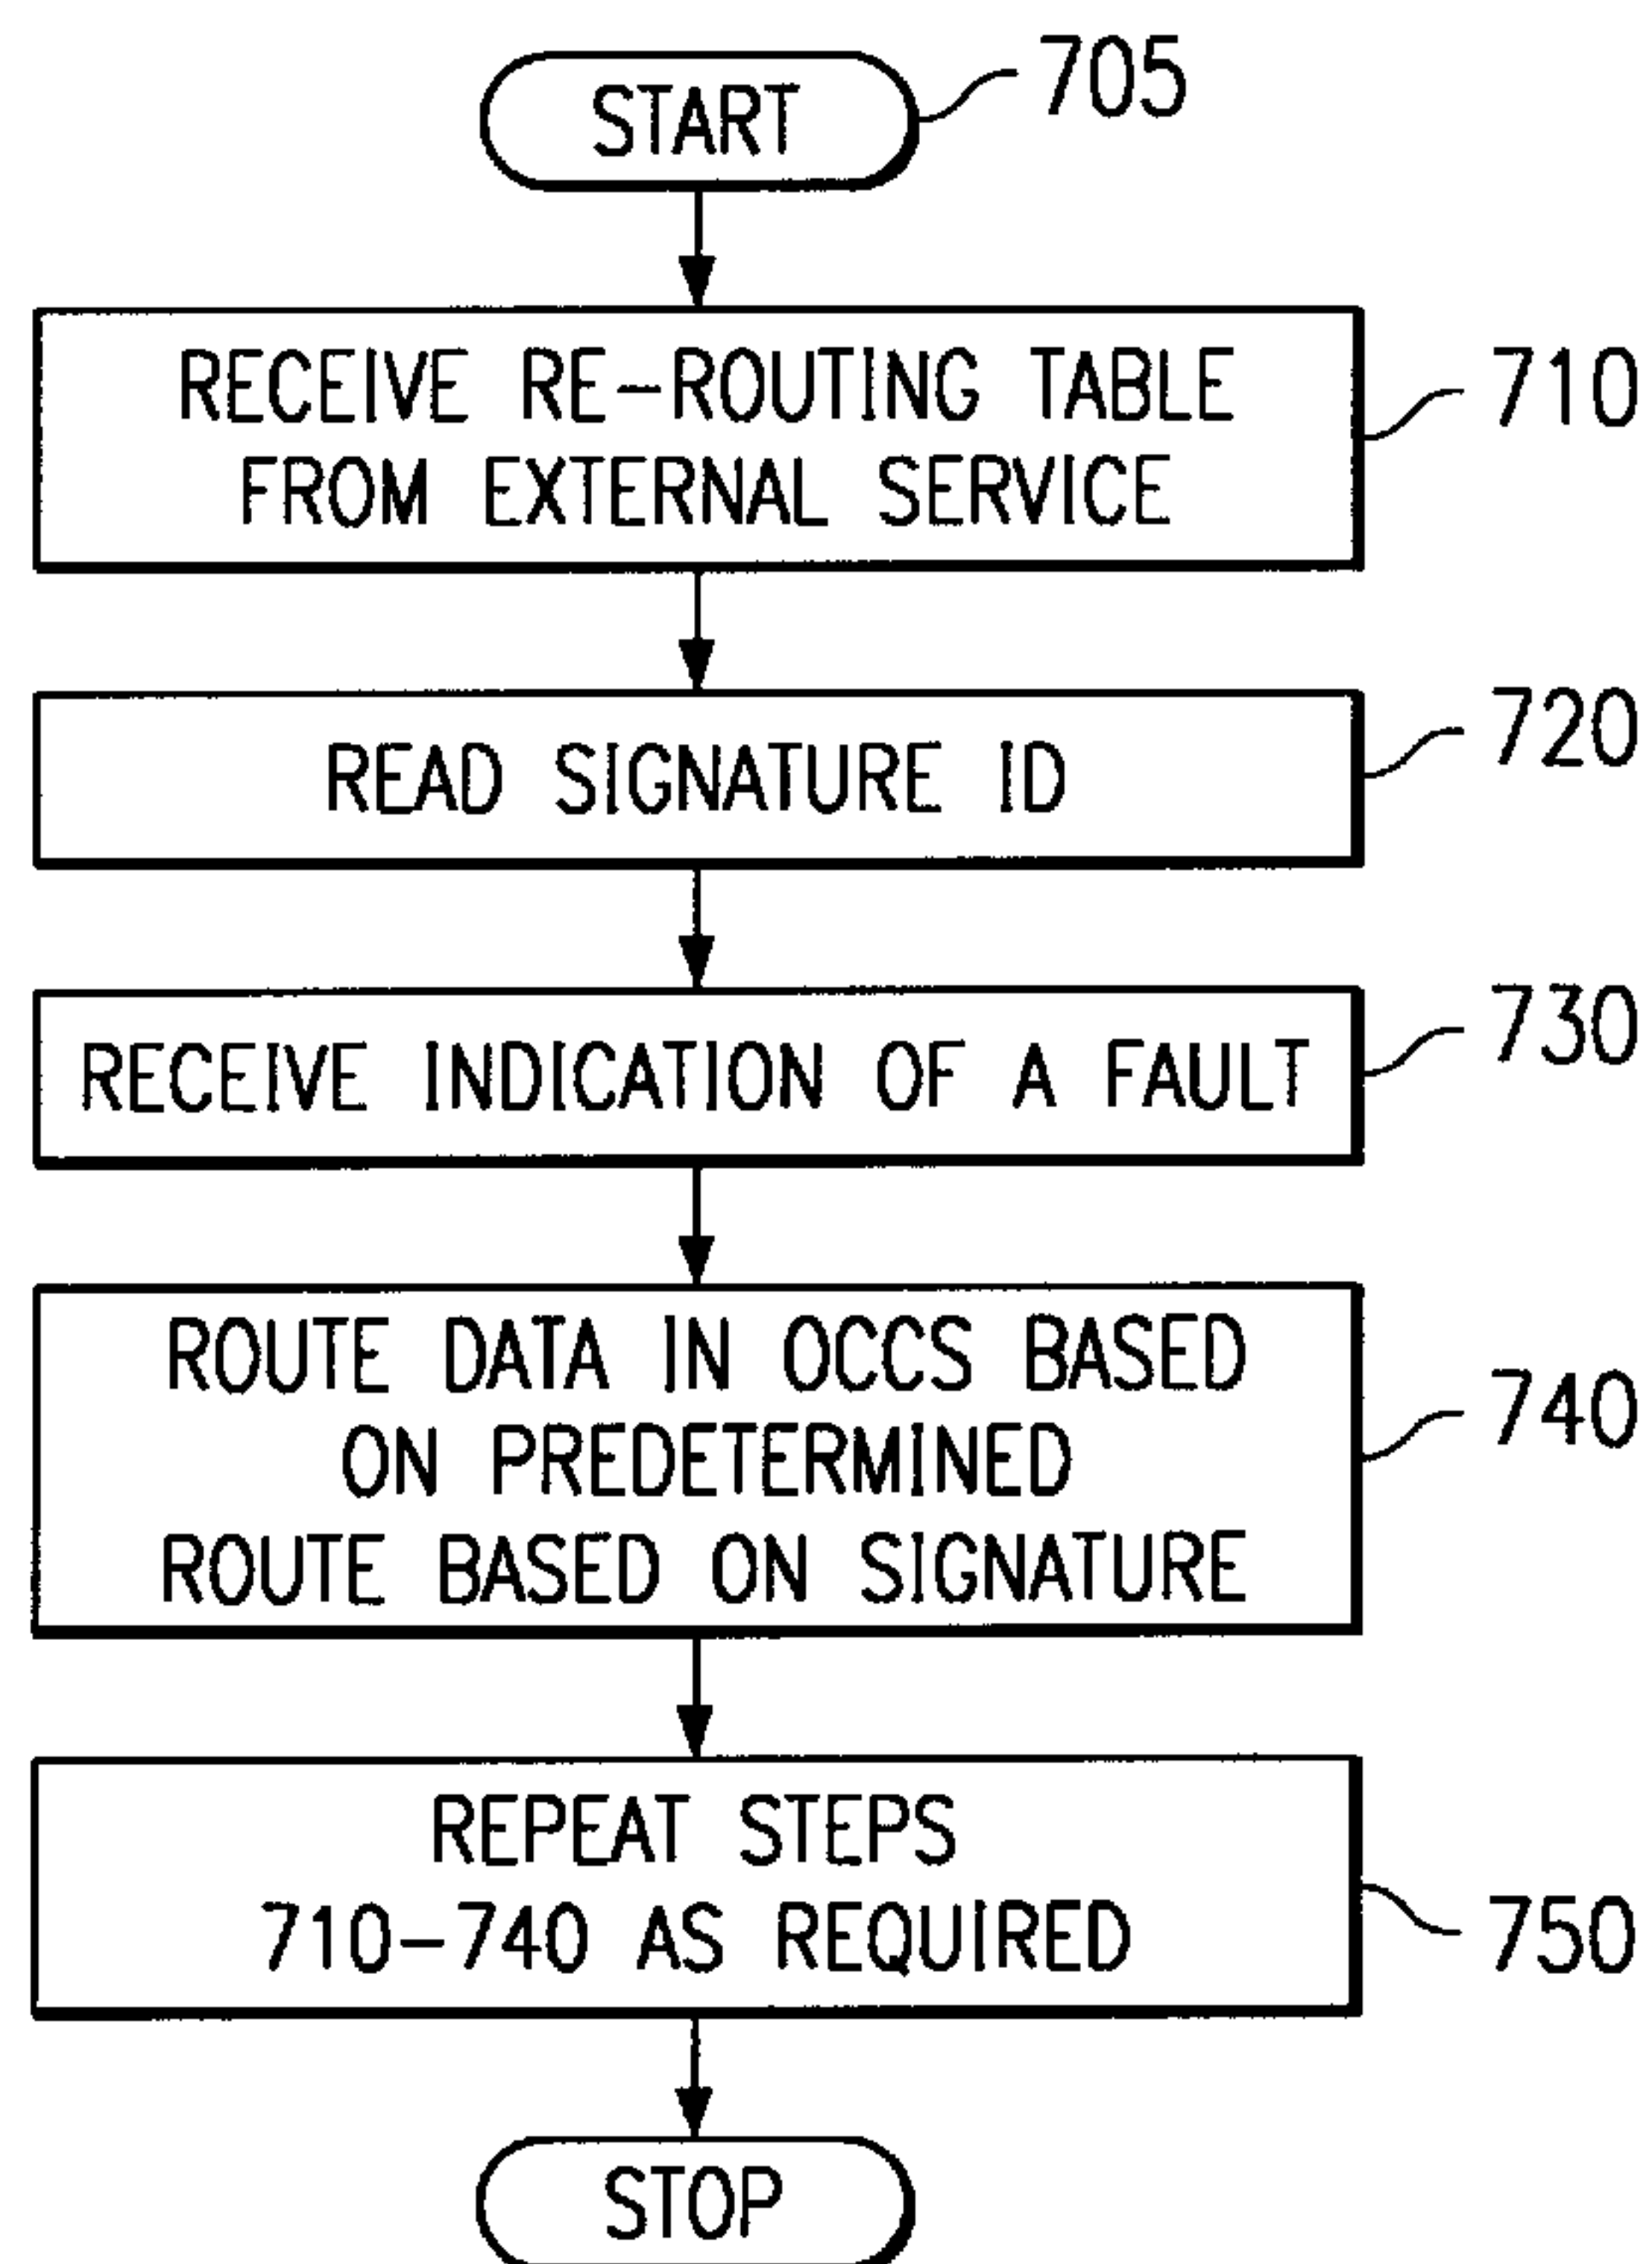 START
705
RECEIVE RE-ROUTING TABLE
FROM EXTERNAL SERVICE
710
READ SIGNATURE ID
720
RECEIVE INDICATION OF A FAULT
730
ROUTE DATA IN OCCS BASED
ON PREDETERMINED
ROUTE BASED ON SIGNATURE
740
REPEAT STEPS
710-740 AS REQUIRED
750
STOP